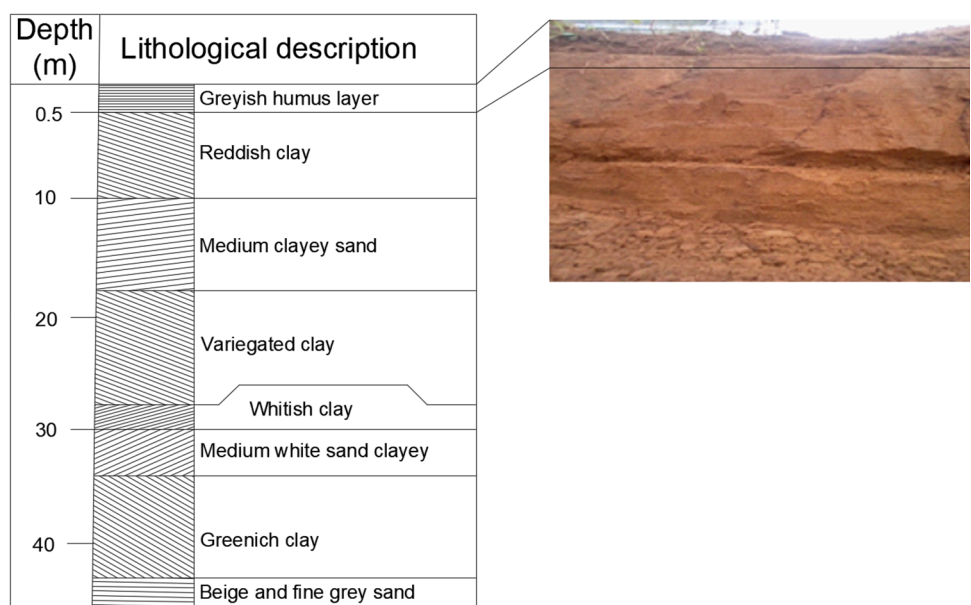 Depth
(m)
Lithological description
Greyish humus layer
0.5
Reddish clay
10
Medium clayey sand
20
Variegated clay
Whitish clay
30
Medium white sand clayey
Greenich clay
40
Beige and fine grey sand